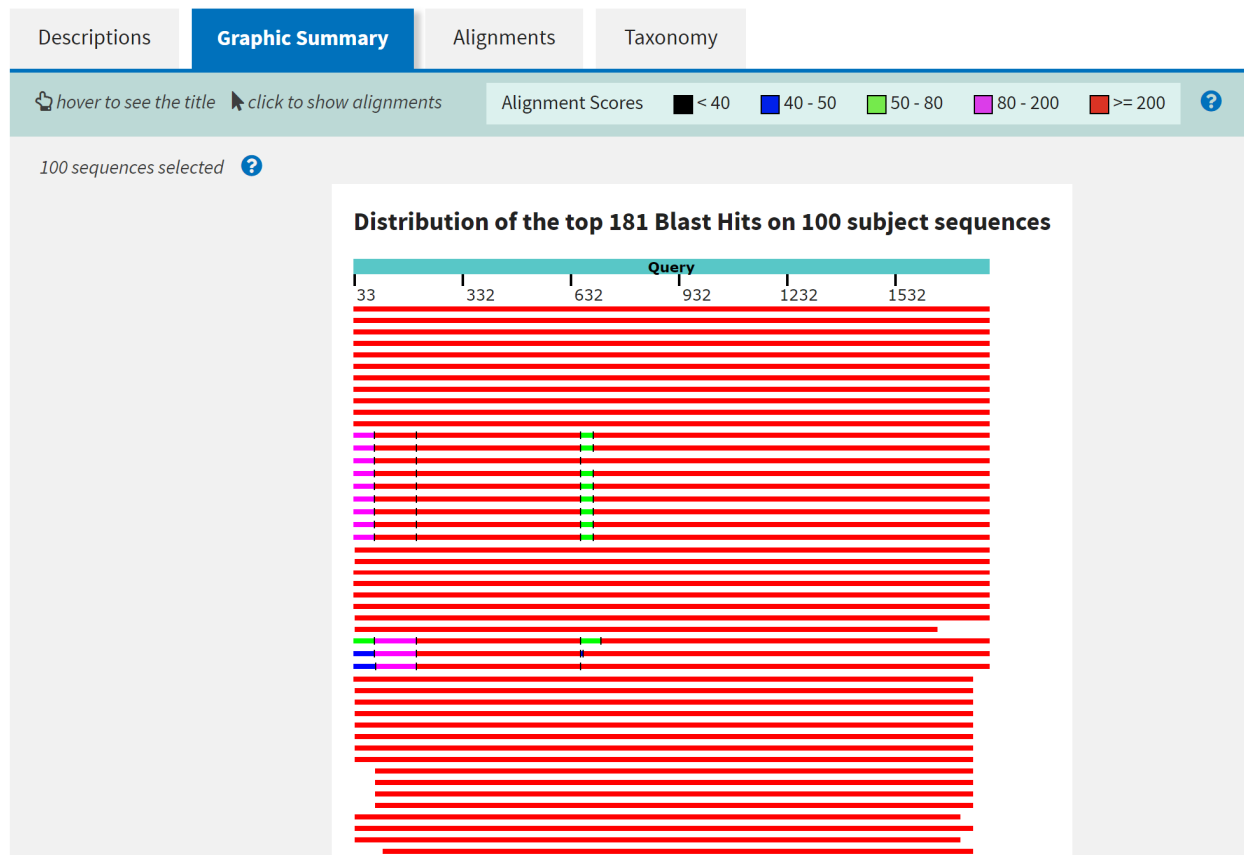 Descriptions Graphic Summary Alignments Taxonomy
hover to see the title click to show alignments Alignment Scores < 40 40 - 50 50 - 80 80 - 200 >= 200 ?
100 sequences selected ?
Distribution of the top 181 Blast Hits on 100 subject sequences
Query
33 332 632 932 1232 1532